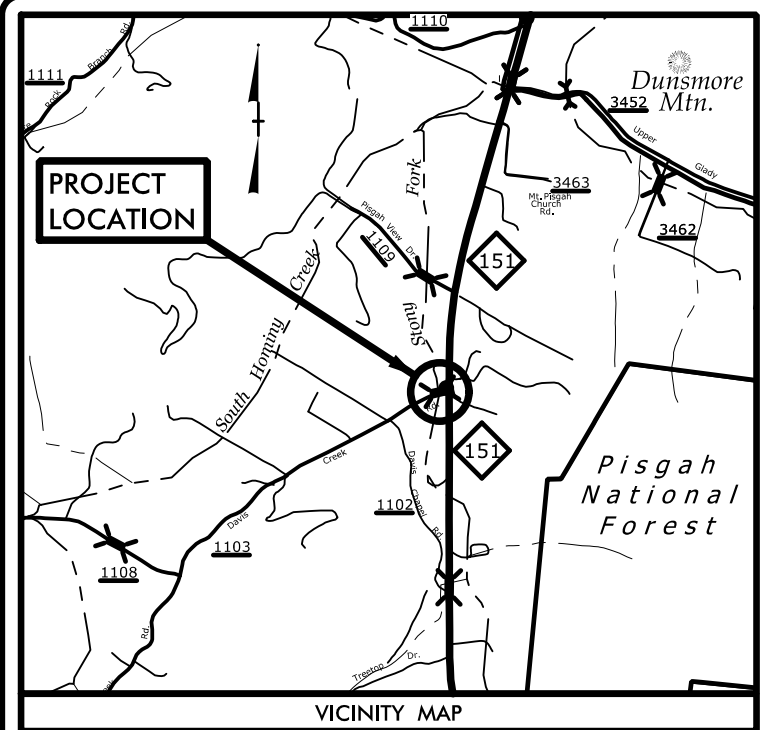 1110
1111
Branch Rd.
Rock
Dunsmore
Mtn.
3452
Upper
Glady
PROJECT
LOCATION
Fork
3463
Mt. Pisgah
Church
Rd.
Pisgah View Dr.
1109
3462
151
South Hominy Creek
Stony
Rd.
151
Davis Creek
Davis Chapel Rd.
1102
Pisgah
National
Forest
1103
1108
Rd.
Treetop Dr.
VICINITY MAP